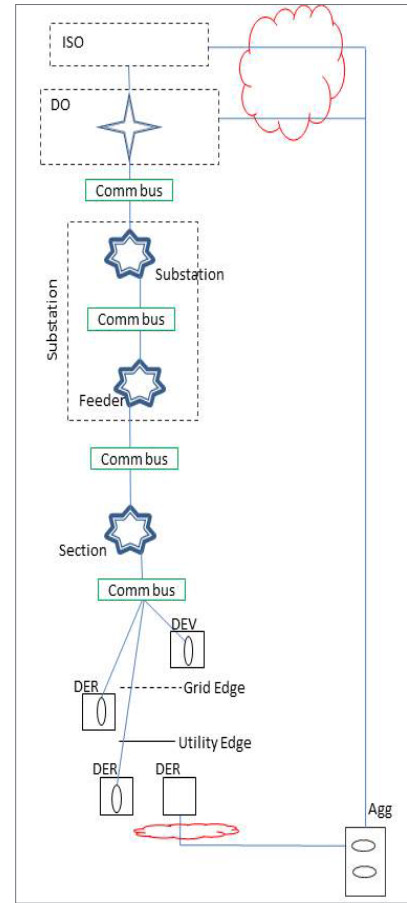 ISO
DO
Comm bus
Substation
Substation
Comm bus
Feeder
Comm bus
Section
Comm bus
DEV
DER
Grid Edge
Utility Edge
DER
DER
Agg